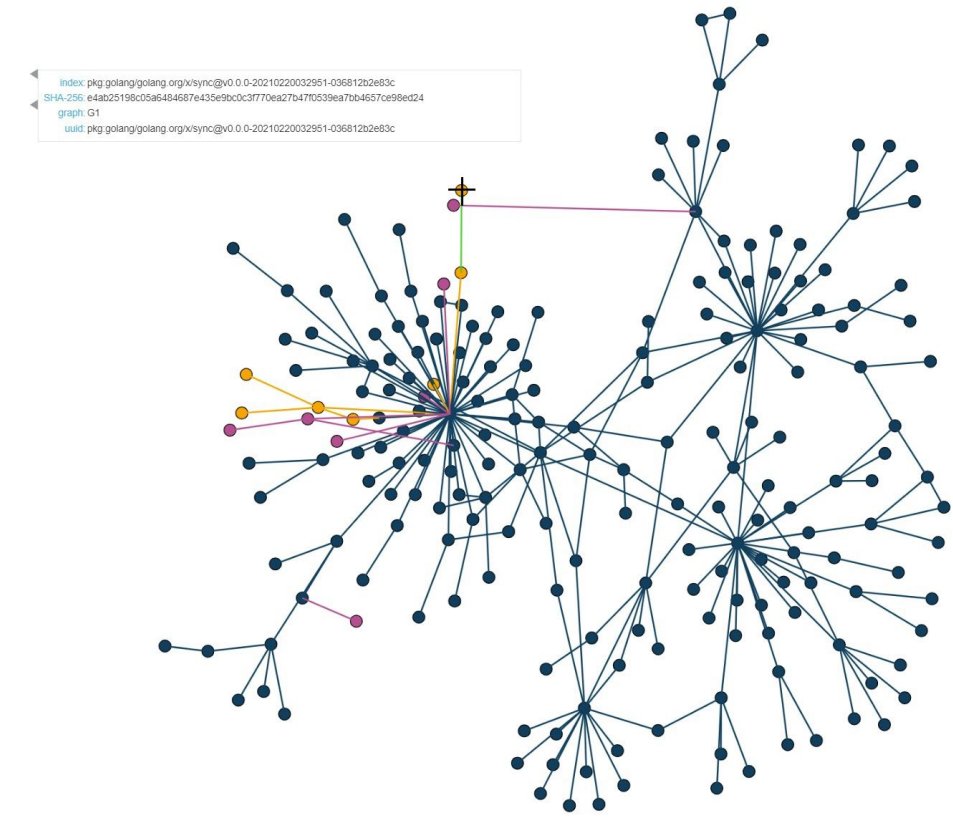 index: pkg:golang/golang.org/x/sync@v0.0.0-20210220032951-036812b2e83c
SHA-256: e4ab25198c05a6484687e435e9bc0c3f770ea27b47f0539ea7bb4657ce98ed24
graph: G1
uuid: pkg:golang/golang.org/x/sync@v0.0.0-20210220032951-036812b2e83c